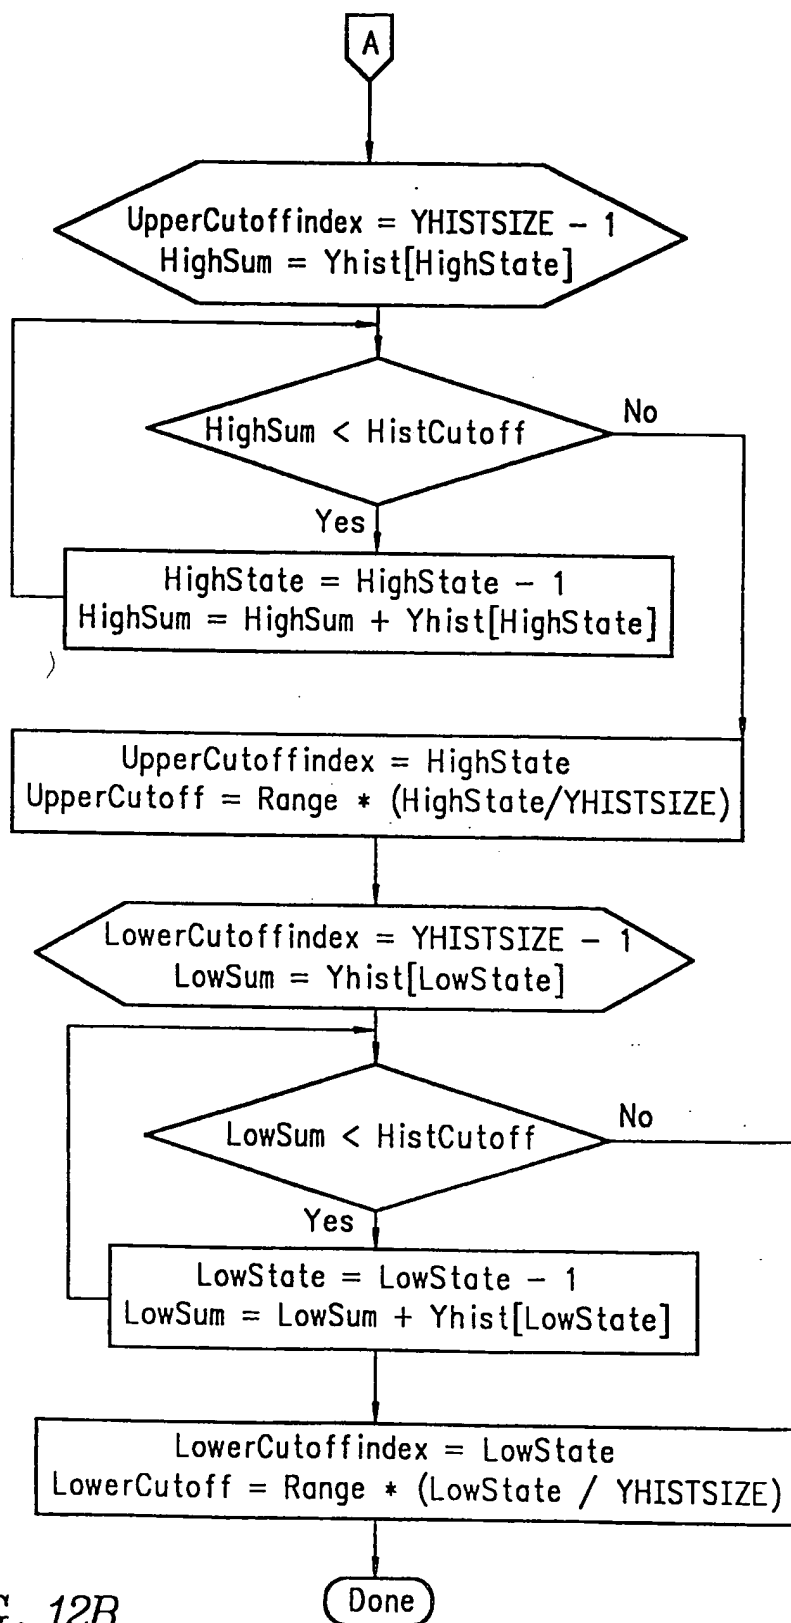 A
UpperCutoffindex = YHISTSIZE - 1
HighSum = Yhist[HighState]
HighSum < HistCutoff
No
Yes
HighState = HighState - 1
HighSum = HighSum + Yhist[HighState]
UpperCutoffindex = HighState
UpperCutoff = Range * (HighState/YHISTSIZE)
LowerCutoffindex = YHISTSIZE - 1
LowSum = Yhist[LowState]
LowSum < HistCutoff
No
Yes
LowState = LowState - 1
LowSum = LowSum + Yhist[LowState]
LowerCutoffindex = LowState
LowerCutoff = Range * (LowState / YHISTSIZE)
Done
G. 12B